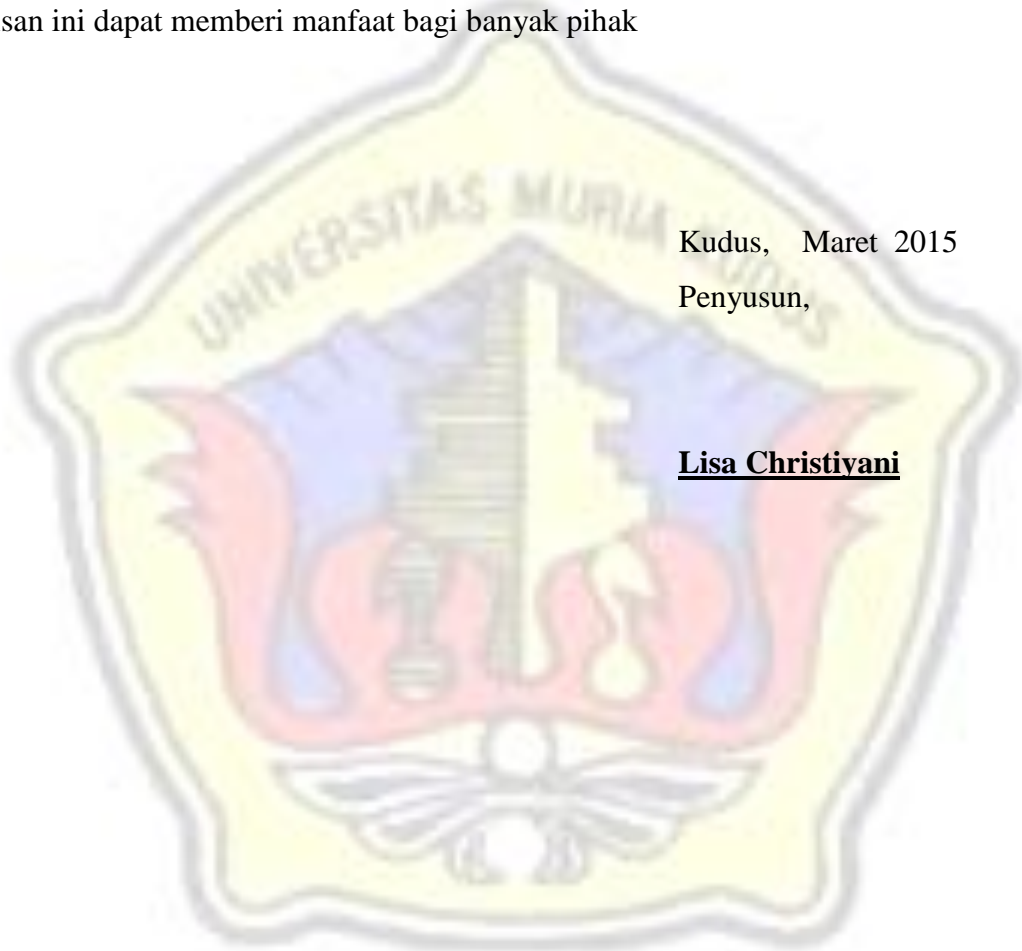 san ini dapat memberi manfaat bagi banyak pihak
UNIVERSITAS MURIA KUDUS
Kudus, Maret 2015
Penyusun,
Lisa Christiyani